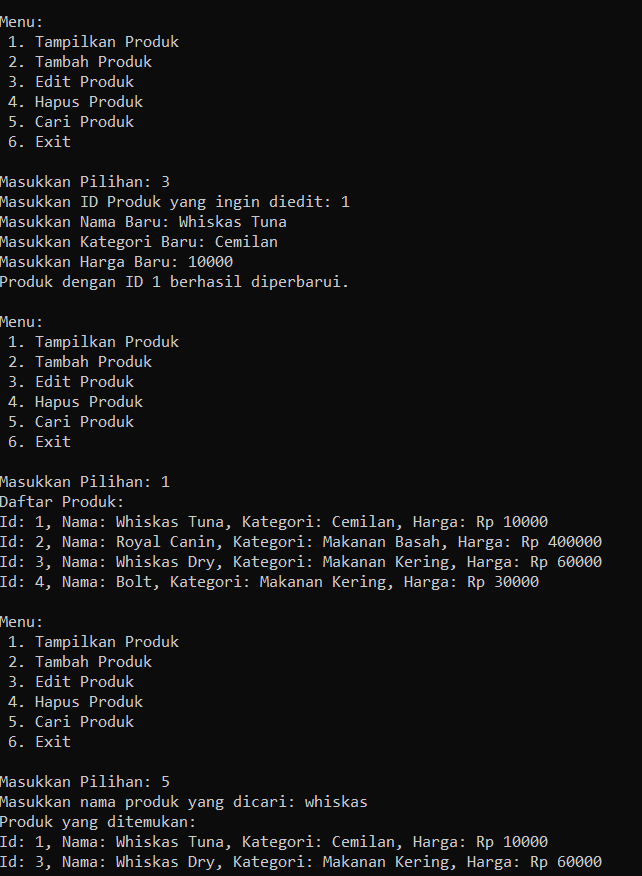 Menu:
1. Tampilkan Produk
2. Tambah Produk
3. Edit Produk
4. Hapus Produk
5. Cari Produk
6. Exit
Masukkan Pilihan: 3
Masukkan ID Produk yang ingin diedit: 1
Masukkan Nama Baru: Whiskas Tuna
Masukkan Kategori Baru: Cemilan
Masukkan Harga Baru: 10000
Produk dengan ID 1 berhasil diperbarui.
Menu:
1. Tampilkan Produk
2. Tambah Produk
3. Edit Produk
4. Hapus Produk
5. Cari Produk
6. Exit
Masukkan Pilihan: 1
Daftar Produk:
Id: 1, Nama: Whiskas Tuna, Kategori: Cemilan, Harga: Rp 10000
Id: 2, Nama: Royal Canin, Kategori: Makanan Basah, Harga: Rp 400000
Id: 3, Nama: Whiskas Dry, Kategori: Makanan Kering, Harga: Rp 60000
Id: 4, Nama: Bolt, Kategori: Makanan Kering, Harga: Rp 30000
Menu:
1. Tampilkan Produk
2. Tambah Produk
3. Edit Produk
4. Hapus Produk
5. Cari Produk
6. Exit
Masukkan Pilihan: 5
Masukkan nama produk yang dicari: whiskas
Produk yang ditemukan:
Id: 1, Nama: Whiskas Tuna, Kategori: Cemilan, Harga: Rp 10000
Id: 3, Nama: Whiskas Dry, Kategori: Makanan Kering, Harga: Rp 60000